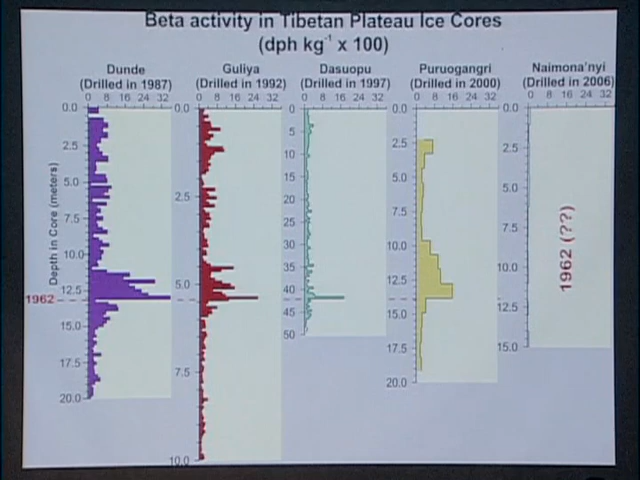 Beta activity in Tibetan Plateau Ice Cores
(dph kg⁻¹ x 100)
Dunde
(Drilled in 1987)
0 8 16 24 32
Guliya
(Drilled in 1992)
0 8 16 24 32
Dasuopu
(Drilled in 1997)
0 8 16 24 32
Puruogangri
(Drilled in 2000)
0 8 16 24 32
Naimona'nyi
(Drilled in 2006)
0 8 16 24 32
Depth in Core (meters)
0.0
2.5
5.0
7.5
10.0
12.5
15.0
17.5
20.0
1962
0.0
2.5
5.0
7.5
10.0
0
5
10
15
20
25
30
35
40
45
50
0.0
2.5
5.0
7.5
10.0
12.5
15.0
17.5
20.0
0.0
2.5
5.0
7.5
10.0
12.5
15.0
1962 (??)